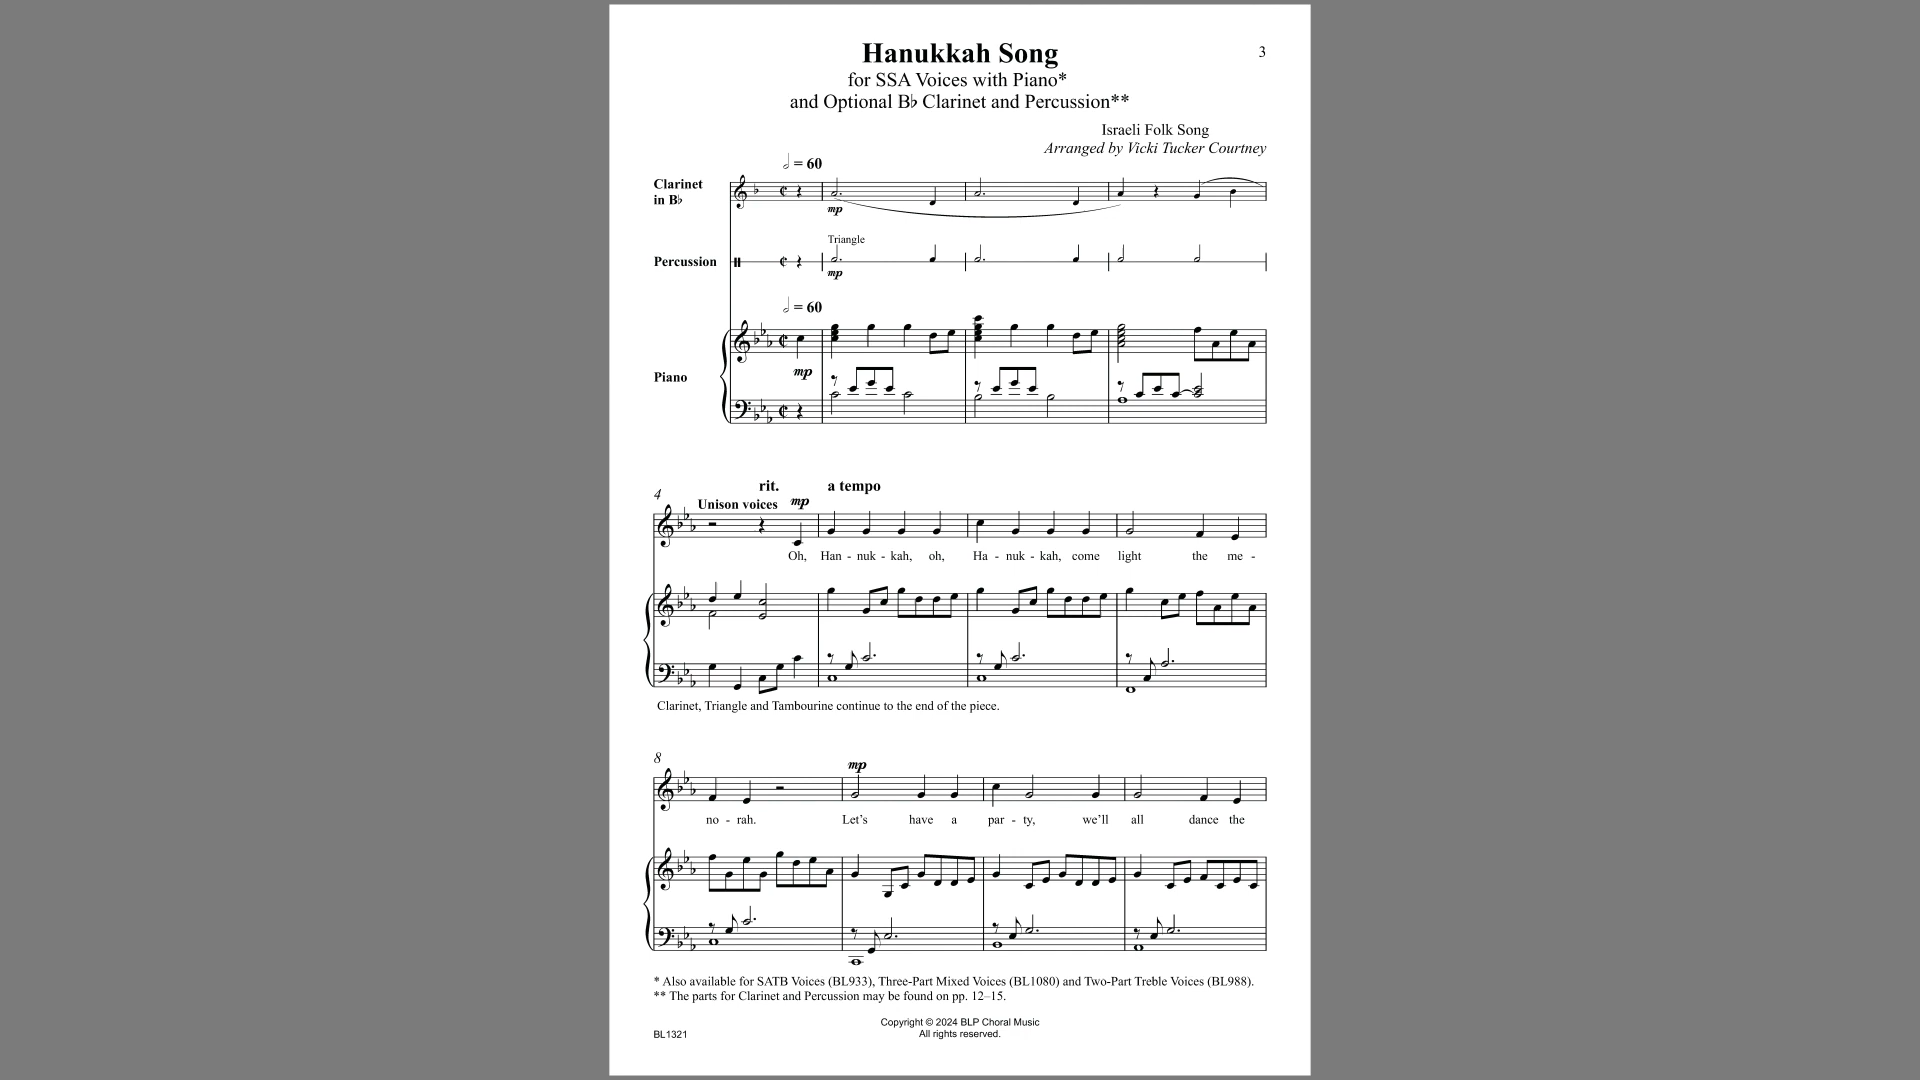 Hanukkah Song
3
for SSA Voices with Piano*
and Optional B♭ Clarinet and Percussion**
Israeli Folk Song
Arranged by Vicki Tucker Courtney
𝅗𝅥 = 60
Clarinet
in B♭
mp
Triangle
Percussion
mp
𝅗𝅥 = 60
mp
Piano
4
rit.
a tempo
Unison voices
mp
Oh, Han - nuk - kah, oh, Ha - nuk - kah, come light the me -
Clarinet, Triangle and Tambourine continue to the end of the piece.
8
mp
no - rah. Let's have a par - ty, we'll all dance the
* Also available for SATB Voices (BL933), Three-Part Mixed Voices (BL1080) and Two-Part Treble Voices (BL988).
** The parts for Clarinet and Percussion may be found on pp. 12–15.
Copyright © 2024 BLP Choral Music
All rights reserved.
BL1321